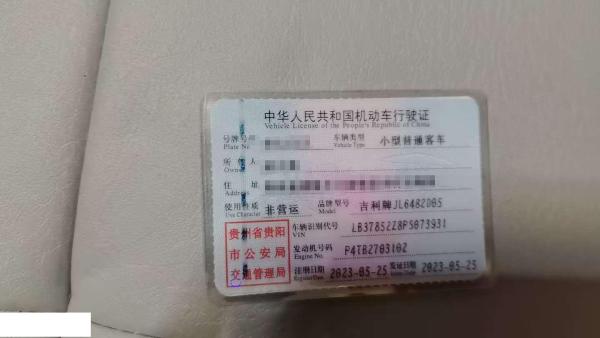 中华人民共和国机动车行驶证
Vehicle License of the People's Republic of China
号牌号码 车辆类型 小型普通客车
Plate No. Vehicle Type
所有人
Owner
住址
Address
使用性质 非营运 品牌型号 吉利牌JL6482D05
Use Character Model
贵州省贵阳 车辆识别代号
市公安局 VIN
交通管理局 发动机号码 P4TB2703102
Engine No.
注册日期 2023-05-25 发证日期 2023-05-25
Register Date Issue Date